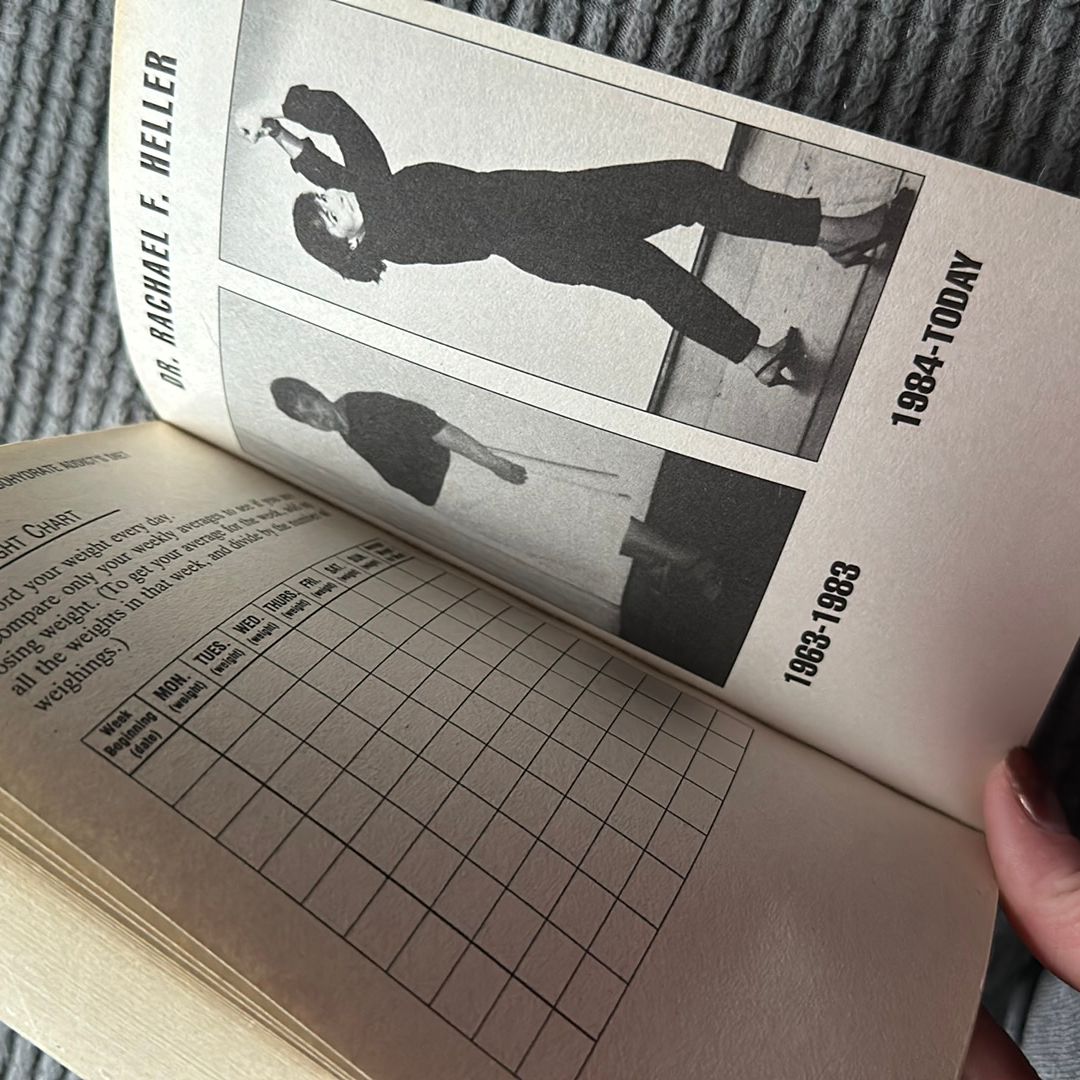 BOHYDRATE ADDICT'S DIET
GHT CHART
ord your weight every day.
ompare only your weekly averages to see if you are
osing weight. (To get your average for the week, add up
all the weights in that week, and divide by the number of
weighings.)
Week
Beginning
(date)
MON.
(weight)
TUES.
(weight)
WED.
(weight)
THURS.
(weight)
FRI.
(weight)
SAT.
(weight)
SUN.
(weight)
DR. RACHAEL F. HELLER
1963-1983
1984-TODAY